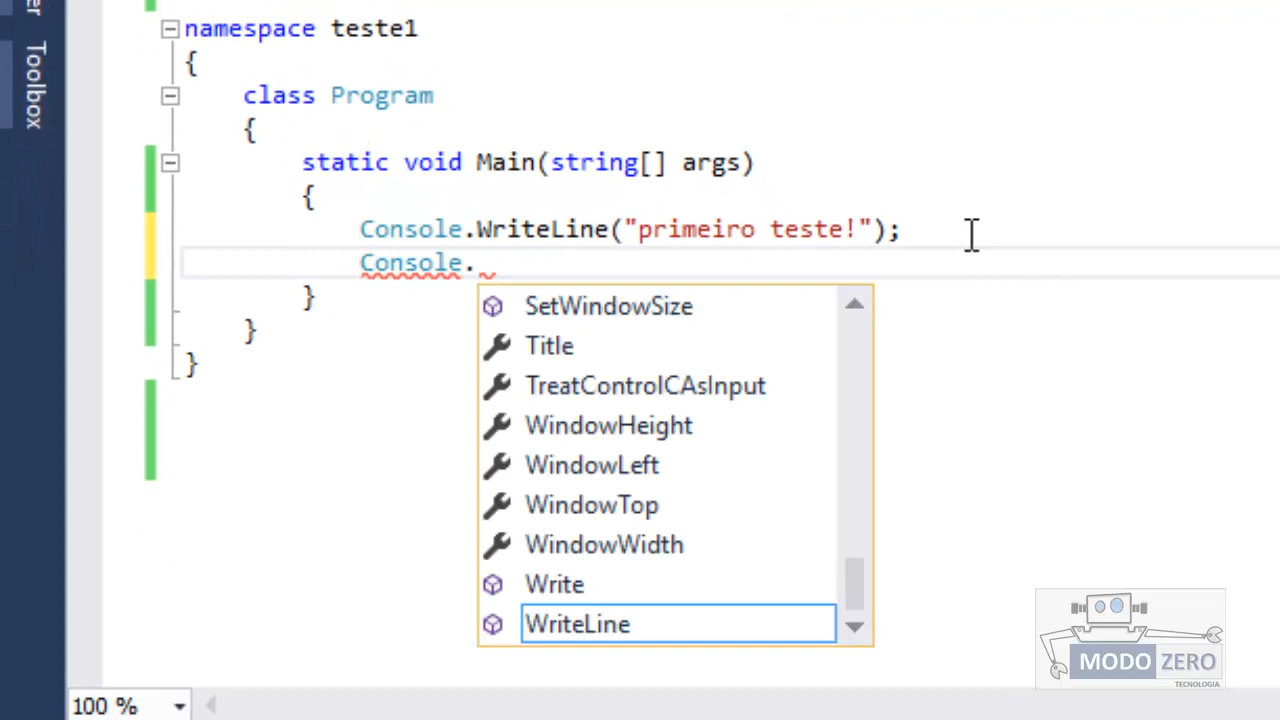 er
Toolbox
namespace teste1
{
class Program
{
static void Main(string[] args)
{
Console.WriteLine("primeiro teste!");
Console.
}
}
}
SetWindowSize
Title
TreatControlCAsInput
WindowHeight
WindowLeft
WindowTop
WindowWidth
Write
WriteLine
MODO ZERO
TECNOLOGIA
100 %